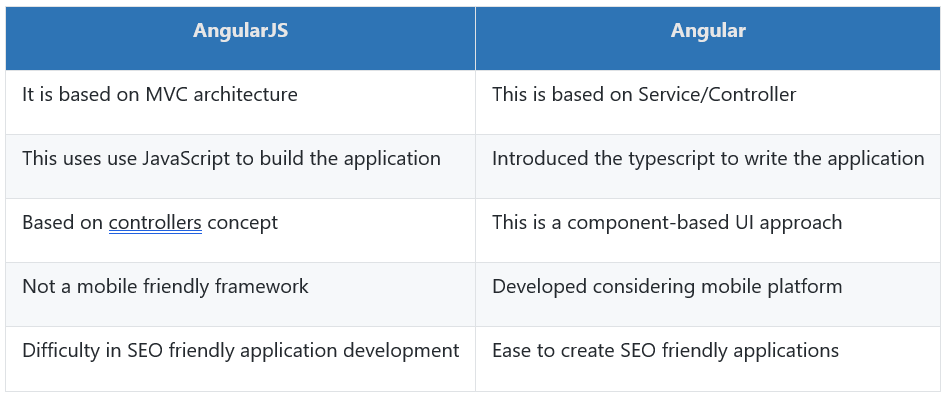 AngularJS Angular
It is based on MVC architecture This is based on Service/Controller
This uses use JavaScript to build the application Introduced the typescript to write the application
Based on controllers concept This is a component-based UI approach
Not a mobile friendly framework Developed considering mobile platform
Difficulty in SEO friendly application development Ease to create SEO friendly applications